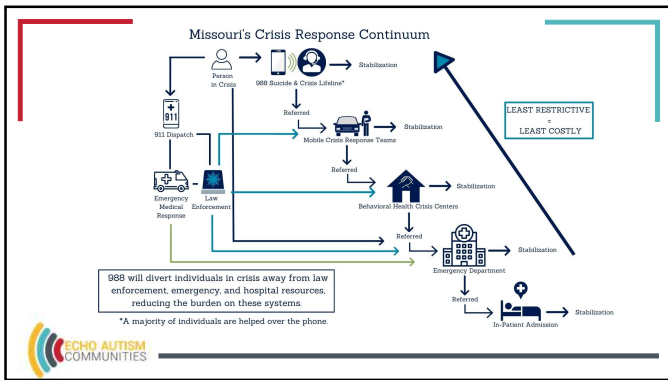 Missouri's Crisis Response Continuum
Person
in Crisis
988 Suicide & Crisis Lifeline*
Stabilization
911
911 Dispatch
Referred
Mobile Crisis Response Teams
Stabilization
LEAST RESTRICTIVE
=
LEAST COSTLY
Referred
Emergency
Medical
Response
Law
Enforcement
Behavioral Health Crisis Centers
Stabilization
Referred
Emergency Department
Stabilization
988 will divert individuals in crisis away from law
enforcement, emergency, and hospital resources,
reducing the burden on these systems.
Referred
In-Patient Admission
Stabilization
*A majority of individuals are helped over the phone.
ECHO AUTISM
COMMUNITIES